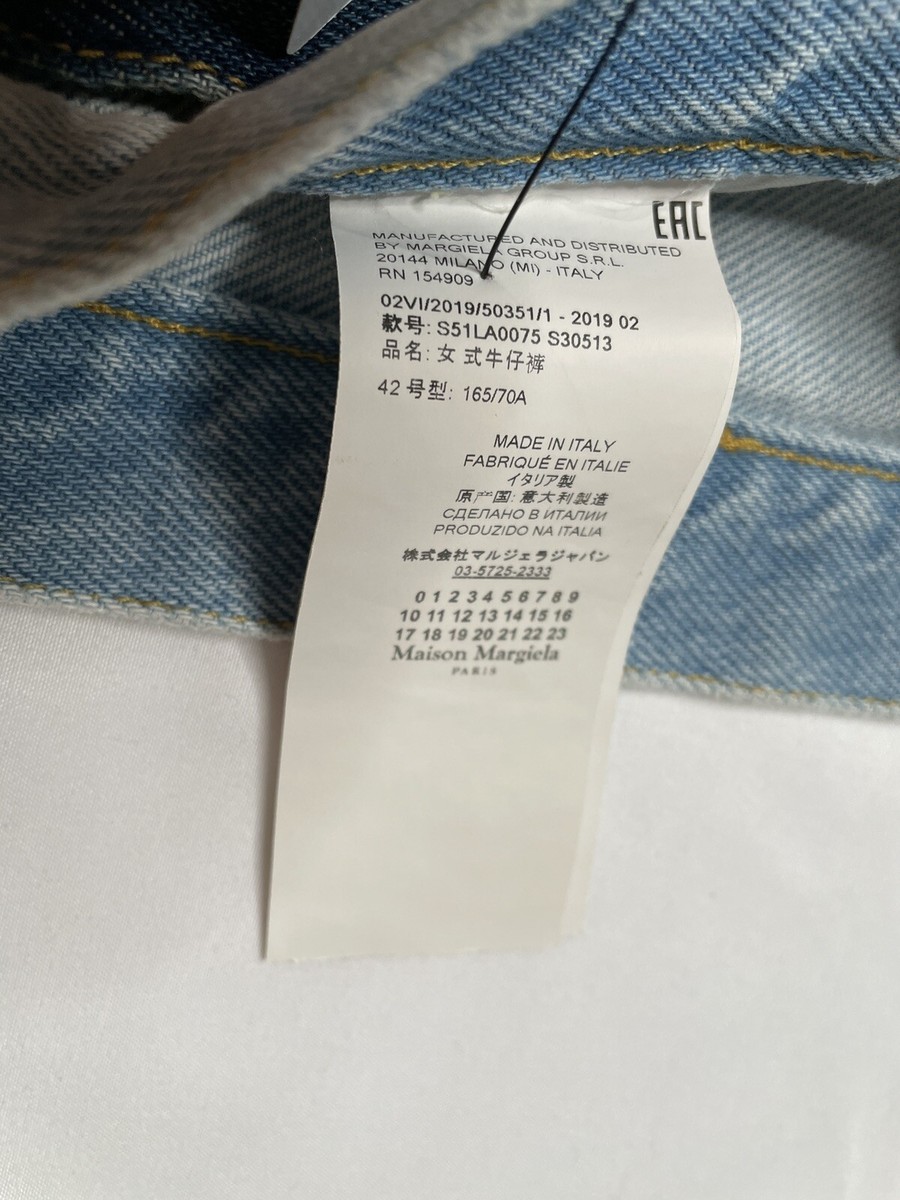 EAC
MANUFACTURED AND DISTRIBUTED
BY MARGIELA GROUP S.R.L.
20144 MILANO (MI) - ITALY
RN 154909
02VI/2019/50351/1 - 2019 02
款号: S51LA0075 S30513
品名: 女 式牛仔裤
42 号型: 165/70A
MADE IN ITALY
FABRIQUÉ EN ITALIE
イタリア製
原产国: 意大利製造
СДЕЛАНО В ИТАЛИИ
PRODUZIDO NA ITALIA
株式会社マルジェラジャパン
03-5725-2333
0 1 2 3 4 5 6 7 8 9
10 11 12 13 14 15 16
17 18 19 20 21 22 23
Maison Margiela
PARIS